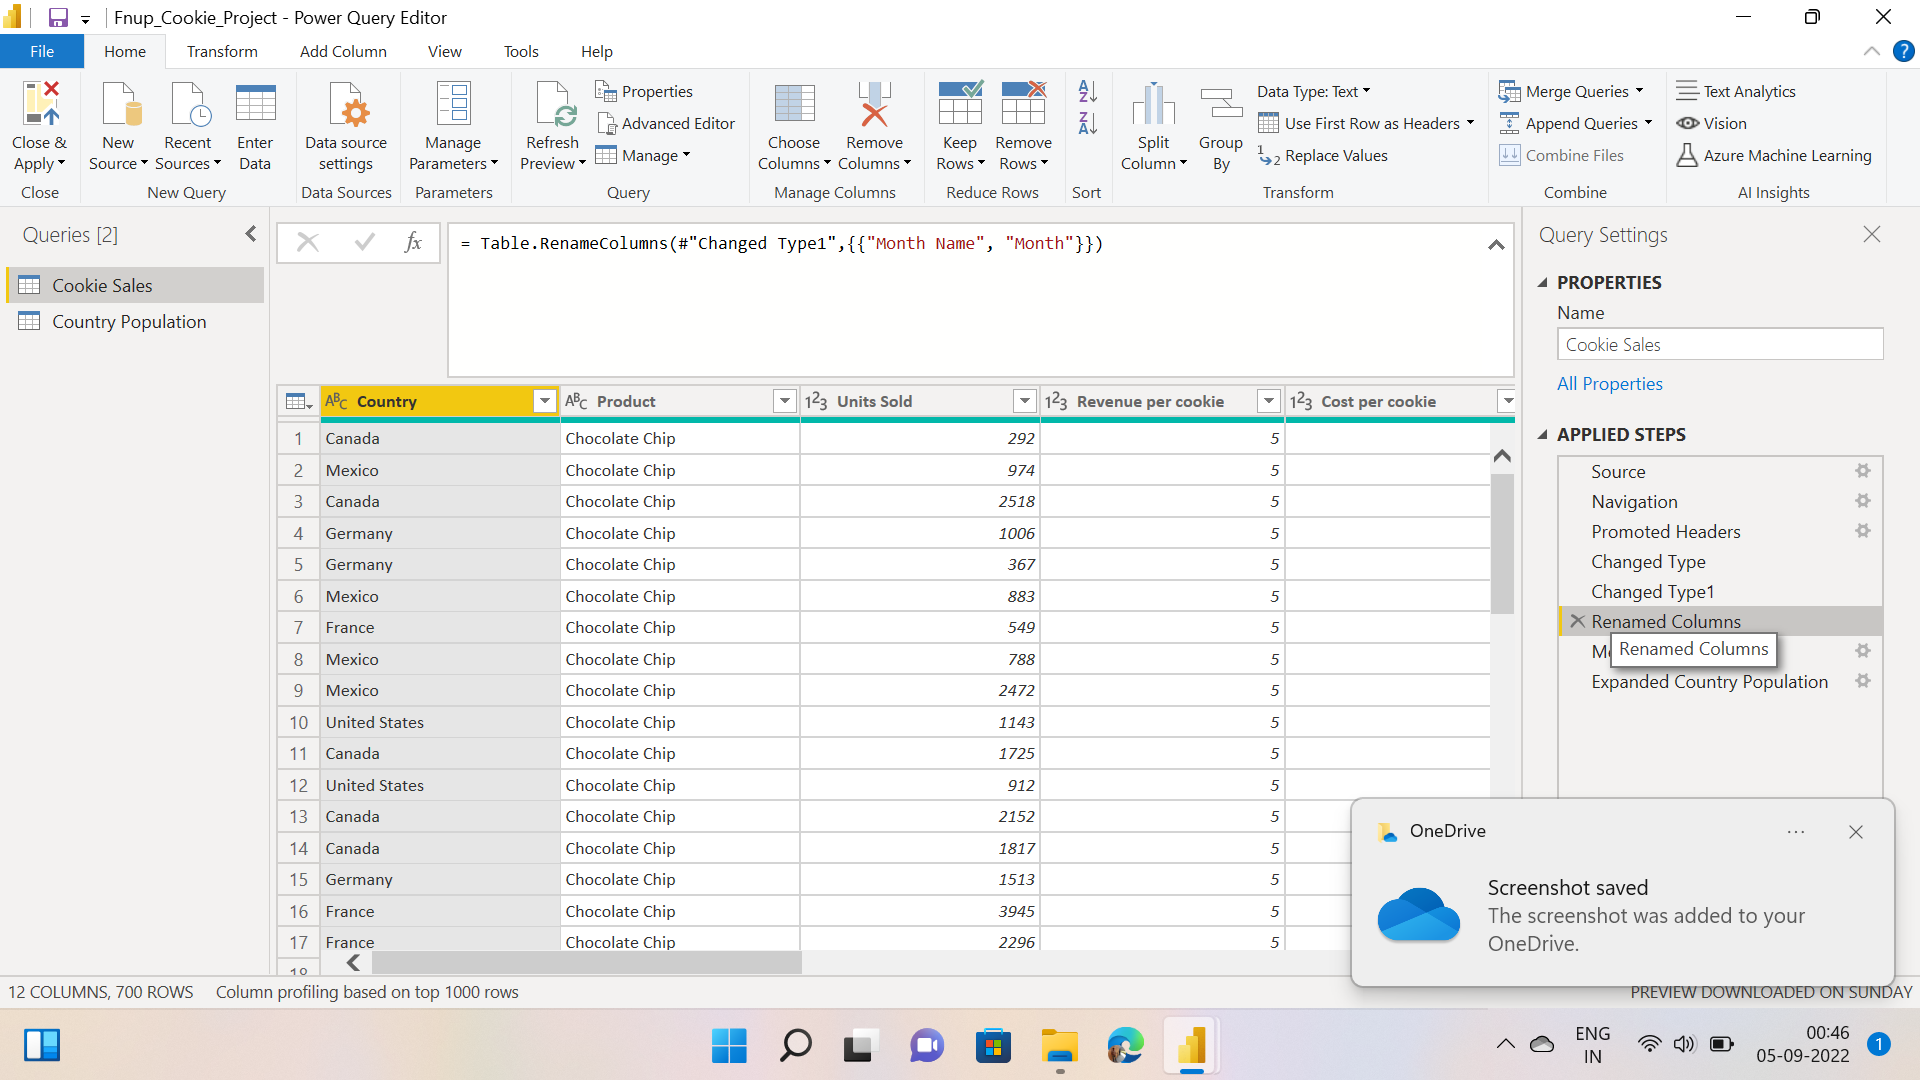 Fnup_Cookie_Project - Power Query Editor
File Home Transform Add Column View Tools Help
Close & Apply
New Source
Recent Sources
Enter Data
Data source settings
Manage Parameters
Refresh Preview
Properties
Advanced Editor
Manage
Choose Columns
Remove Columns
Keep Rows
Remove Rows
Split Column
Group By
Data Type: Text
Use First Row as Headers
Replace Values
Merge Queries
Append Queries
Combine Files
Text Analytics
Vision
Azure Machine Learning
Close New Query Data Sources Parameters Query Manage Columns Reduce Rows Sort Transform Combine AI Insights
Queries [2]
Cookie Sales
Country Population
fx
= Table.RenameColumns(#"Changed Type1",{{"Month Name", "Month"}})
ABC Country ABC Product 123 Units Sold 123 Revenue per cookie 123 Cost per cookie
1 Canada Chocolate Chip 292 5
2 Mexico Chocolate Chip 974 5
3 Canada Chocolate Chip 2518 5
4 Germany Chocolate Chip 1006 5
5 Germany Chocolate Chip 367 5
6 Mexico Chocolate Chip 883 5
7 France Chocolate Chip 549 5
8 Mexico Chocolate Chip 788 5
9 Mexico Chocolate Chip 2472 5
10 United States Chocolate Chip 1143 5
11 Canada Chocolate Chip 1725 5
12 United States Chocolate Chip 912 5
13 Canada Chocolate Chip 2152 5
14 Canada Chocolate Chip 1817 5
15 Germany Chocolate Chip 1513 5
16 France Chocolate Chip 3945 5
17 France Chocolate Chip 2296 5
18
Query Settings
PROPERTIES
Name
Cookie Sales
All Properties
APPLIED STEPS
Source
Navigation
Promoted Headers
Changed Type
Changed Type1
Renamed Columns
Renamed Columns
Expanded Country Population
OneDrive
Screenshot saved
The screenshot was added to your
OneDrive.
12 COLUMNS, 700 ROWS Column profiling based on top 1000 rows
PREVIEW DOWNLOADED ON SUNDAY
ENG
IN
00:46
05-09-2022
1